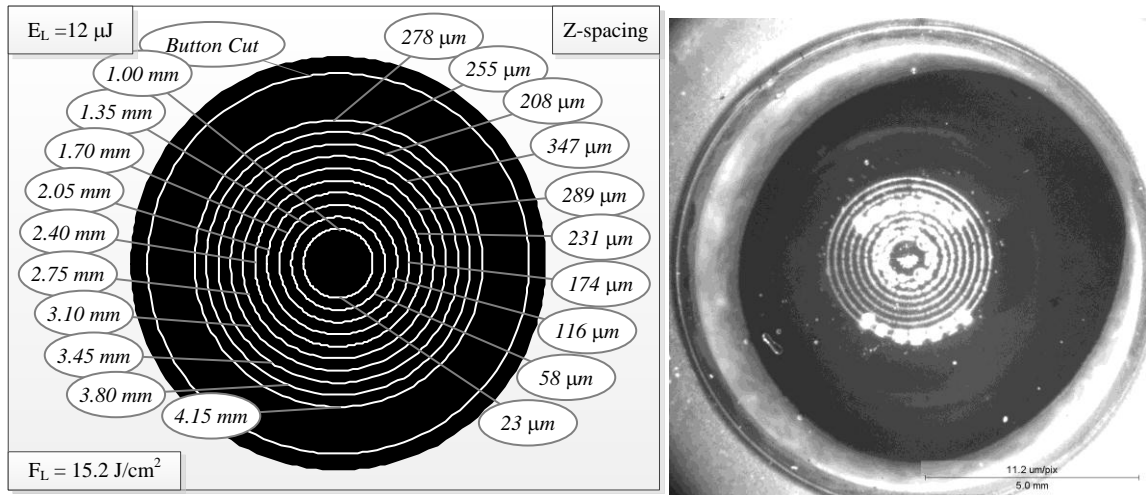 E_L =12 μJ
Button Cut
Z-spacing
1.00 mm
1.35 mm
1.70 mm
2.05 mm
2.40 mm
2.75 mm
3.10 mm
3.45 mm
3.80 mm
4.15 mm
278 μm
255 μm
208 μm
347 μm
289 μm
231 μm
174 μm
116 μm
58 μm
23 μm
F_L = 15.2 J/cm²
11.2 um/pix
5.0 mm